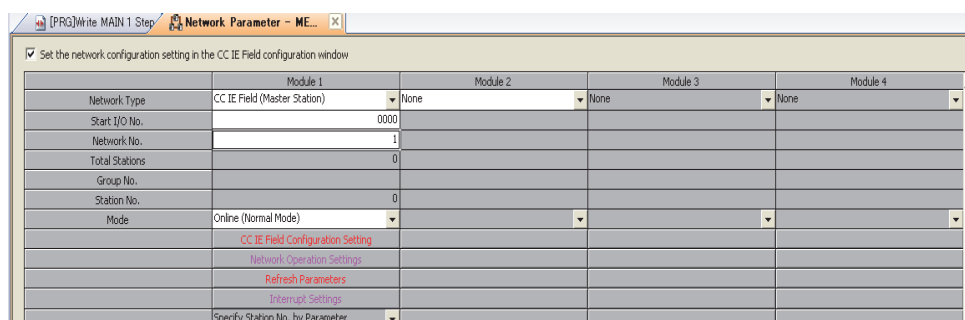 [PRG]Write MAIN 1 Step Network Parameter - ME...
Set the network configuration setting in the CC IE Field configuration window
Module 1 Module 2 Module 3 Module 4
Network Type CC IE Field (Master Station) None None None
Start I/O No. 0000
Network No. 1
Total Stations 0
Group No.
Station No. 0
Mode Online (Normal Mode)
CC IE Field Configuration Setting
Network Operation Settings
Refresh Parameters
Interrupt Settings
Specify Station No. by Parameter